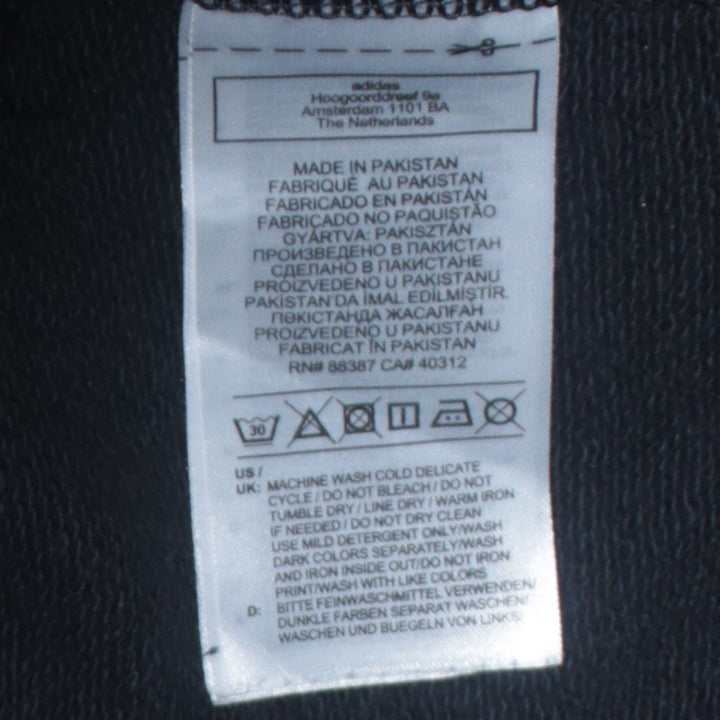 adidas
Hoogoorddreef 9a
Amsterdam 1101 BA
The Netherlands
MADE IN PAKISTAN
FABRIQUÉ AU PAKISTAN
FABRICADO EN PAKISTÁN
FABRICADO NO PAQUISTÃO
GYÁRTVA: PAKISZTÁN
ПРОИЗВЕДЕНО В ПАКИСТАН
СДЕЛАНО В ПАКИСТАНЕ
PROIZVEDENO U PAKISTANU
PAKİSTAN'DA İMAL EDİLMİŞTİR.
ПӘКІСТАНДА ЖАСАЛҒАН
PROIZVEDENO U PAKISTANU
FABRICAT ÎN PAKISTAN
RN# 88387 CA# 40312
30
US /
UK: MACHINE WASH COLD DELICATE
CYCLE / DO NOT BLEACH / DO NOT
TUMBLE DRY / LINE DRY / WARM IRON
IF NEEDED / DO NOT DRY CLEAN
USE MILD DETERGENT ONLY/WASH
DARK COLORS SEPARATELY/WASH
AND IRON INSIDE OUT/DO NOT IRON
PRINT/WASH WITH LIKE COLORS
D: BITTE FEINWASCHMITTEL VERWENDEN/
DUNKLE FARBEN SEPARAT WASCHEN/
WASCHEN UND BUEGELN VON LINKS/